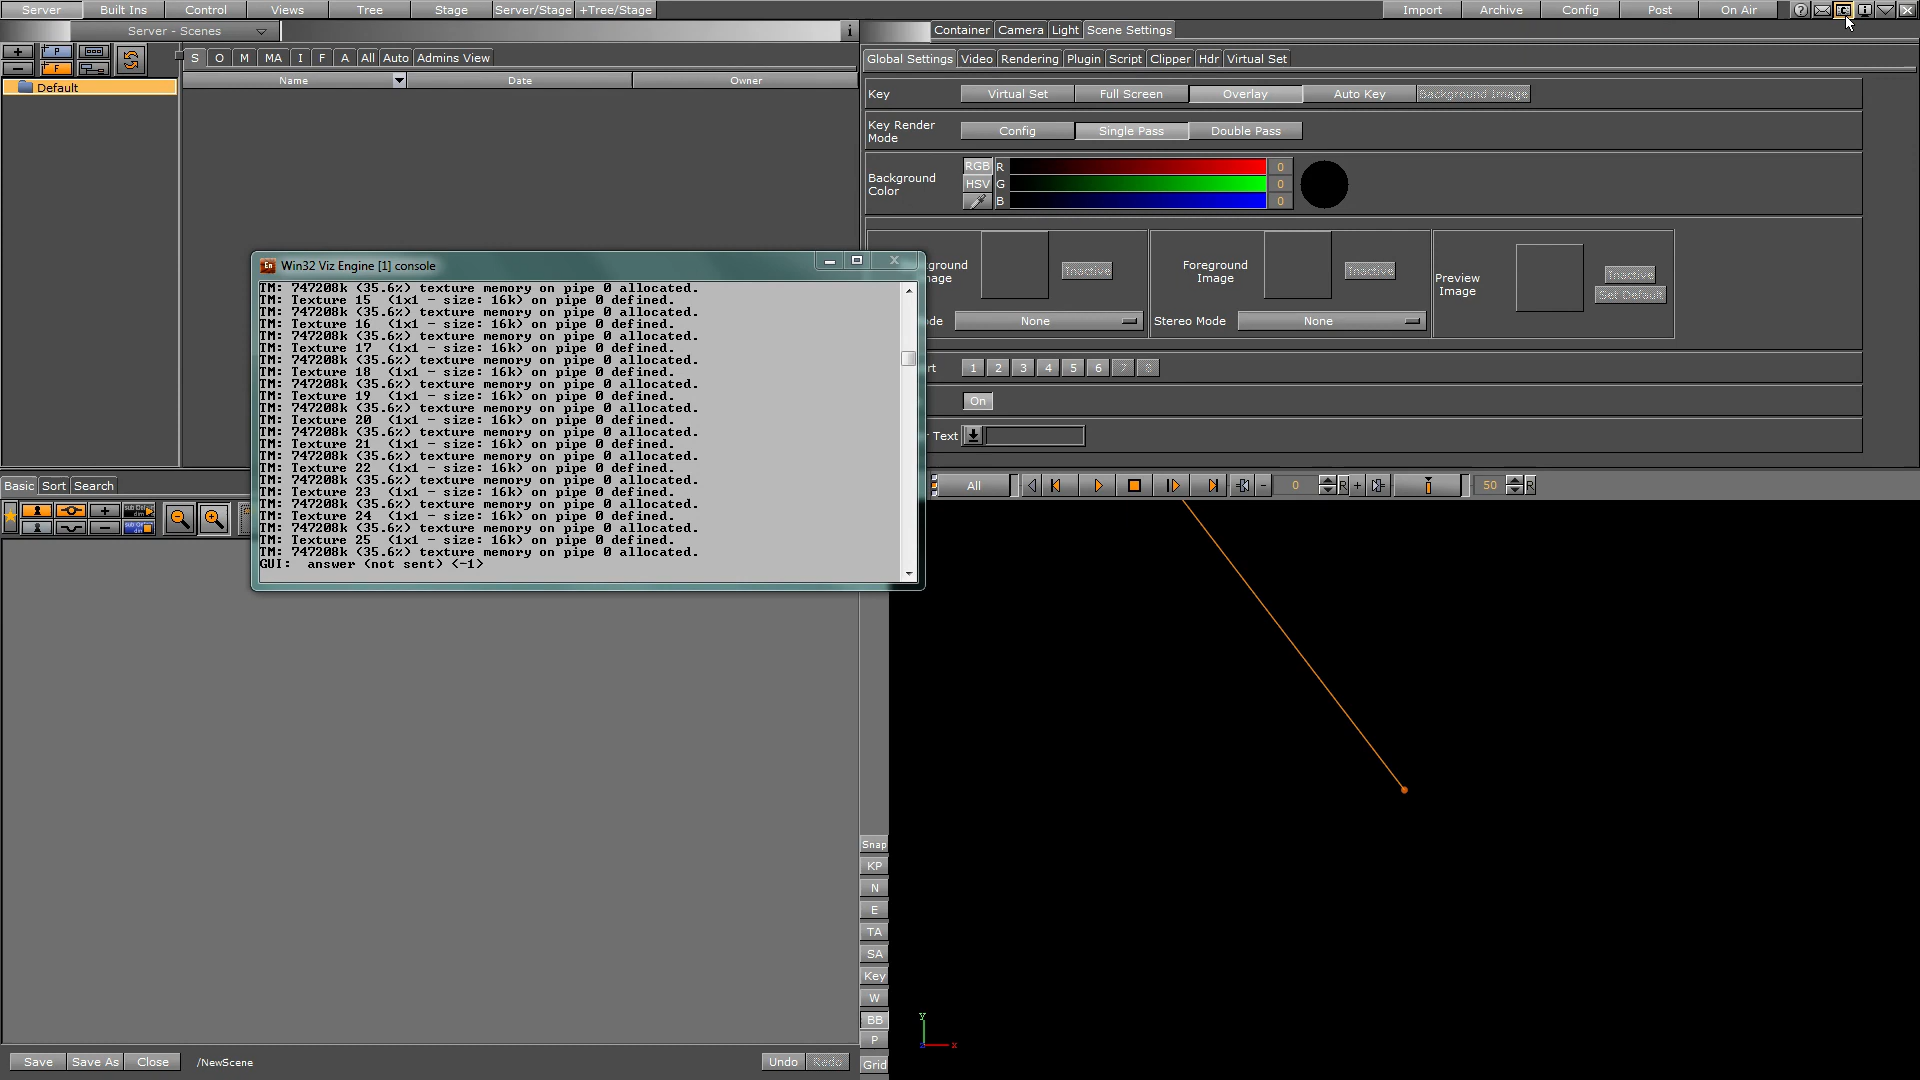 Server Built Ins Control Views Tree Stage Server/Stage +Tree/Stage Import Archive Config Post On Air
Server - Scenes
i
Container Camera Light Scene Settings
S O M MA I F A All Auto Admins View
Global Settings Video Rendering Plugin Script Clipper Hdr Virtual Set
Name Date Owner
Default
Key Virtual Set Full Screen Overlay Auto Key Background Image
Key Render
Mode
Config Single Pass Double Pass
Background
Color
RGB R 0
HSV G 0
B 0
Inactive
Foreground
Image
Inactive
Preview
Image
Inactive
Set Default
None
Stereo Mode None
1 2 3 4 5 6 7 8
On
Text
All 0 R 50 R
Win32 Viz Engine [1] console
TM: 747208k (35.6%) texture memory on pipe 0 allocated.
TM: Texture 15 (1x1 - size: 16k) on pipe 0 defined.
TM: 747208k (35.6%) texture memory on pipe 0 allocated.
TM: Texture 16 (1x1 - size: 16k) on pipe 0 defined.
TM: 747208k (35.6%) texture memory on pipe 0 allocated.
TM: Texture 17 (1x1 - size: 16k) on pipe 0 defined.
TM: 747208k (35.6%) texture memory on pipe 0 allocated.
TM: Texture 18 (1x1 - size: 16k) on pipe 0 defined.
TM: 747208k (35.6%) texture memory on pipe 0 allocated.
TM: Texture 19 (1x1 - size: 16k) on pipe 0 defined.
TM: 747208k (35.6%) texture memory on pipe 0 allocated.
TM: Texture 20 (1x1 - size: 16k) on pipe 0 defined.
TM: 747208k (35.6%) texture memory on pipe 0 allocated.
TM: Texture 21 (1x1 - size: 16k) on pipe 0 defined.
TM: 747208k (35.6%) texture memory on pipe 0 allocated.
TM: Texture 22 (1x1 - size: 16k) on pipe 0 defined.
TM: 747208k (35.6%) texture memory on pipe 0 allocated.
TM: Texture 23 (1x1 - size: 16k) on pipe 0 defined.
TM: 747208k (35.6%) texture memory on pipe 0 allocated.
TM: Texture 24 (1x1 - size: 16k) on pipe 0 defined.
TM: 747208k (35.6%) texture memory on pipe 0 allocated.
TM: Texture 25 (1x1 - size: 16k) on pipe 0 defined.
TM: 747208k (35.6%) texture memory on pipe 0 allocated.
GUI: answer (not sent) <-1>
Basic Sort Search
Snap
KP
N
E
TA
SA
Key
W
BB
P
Grid
Y
X
Save Save As Close /NewScene Undo Redo